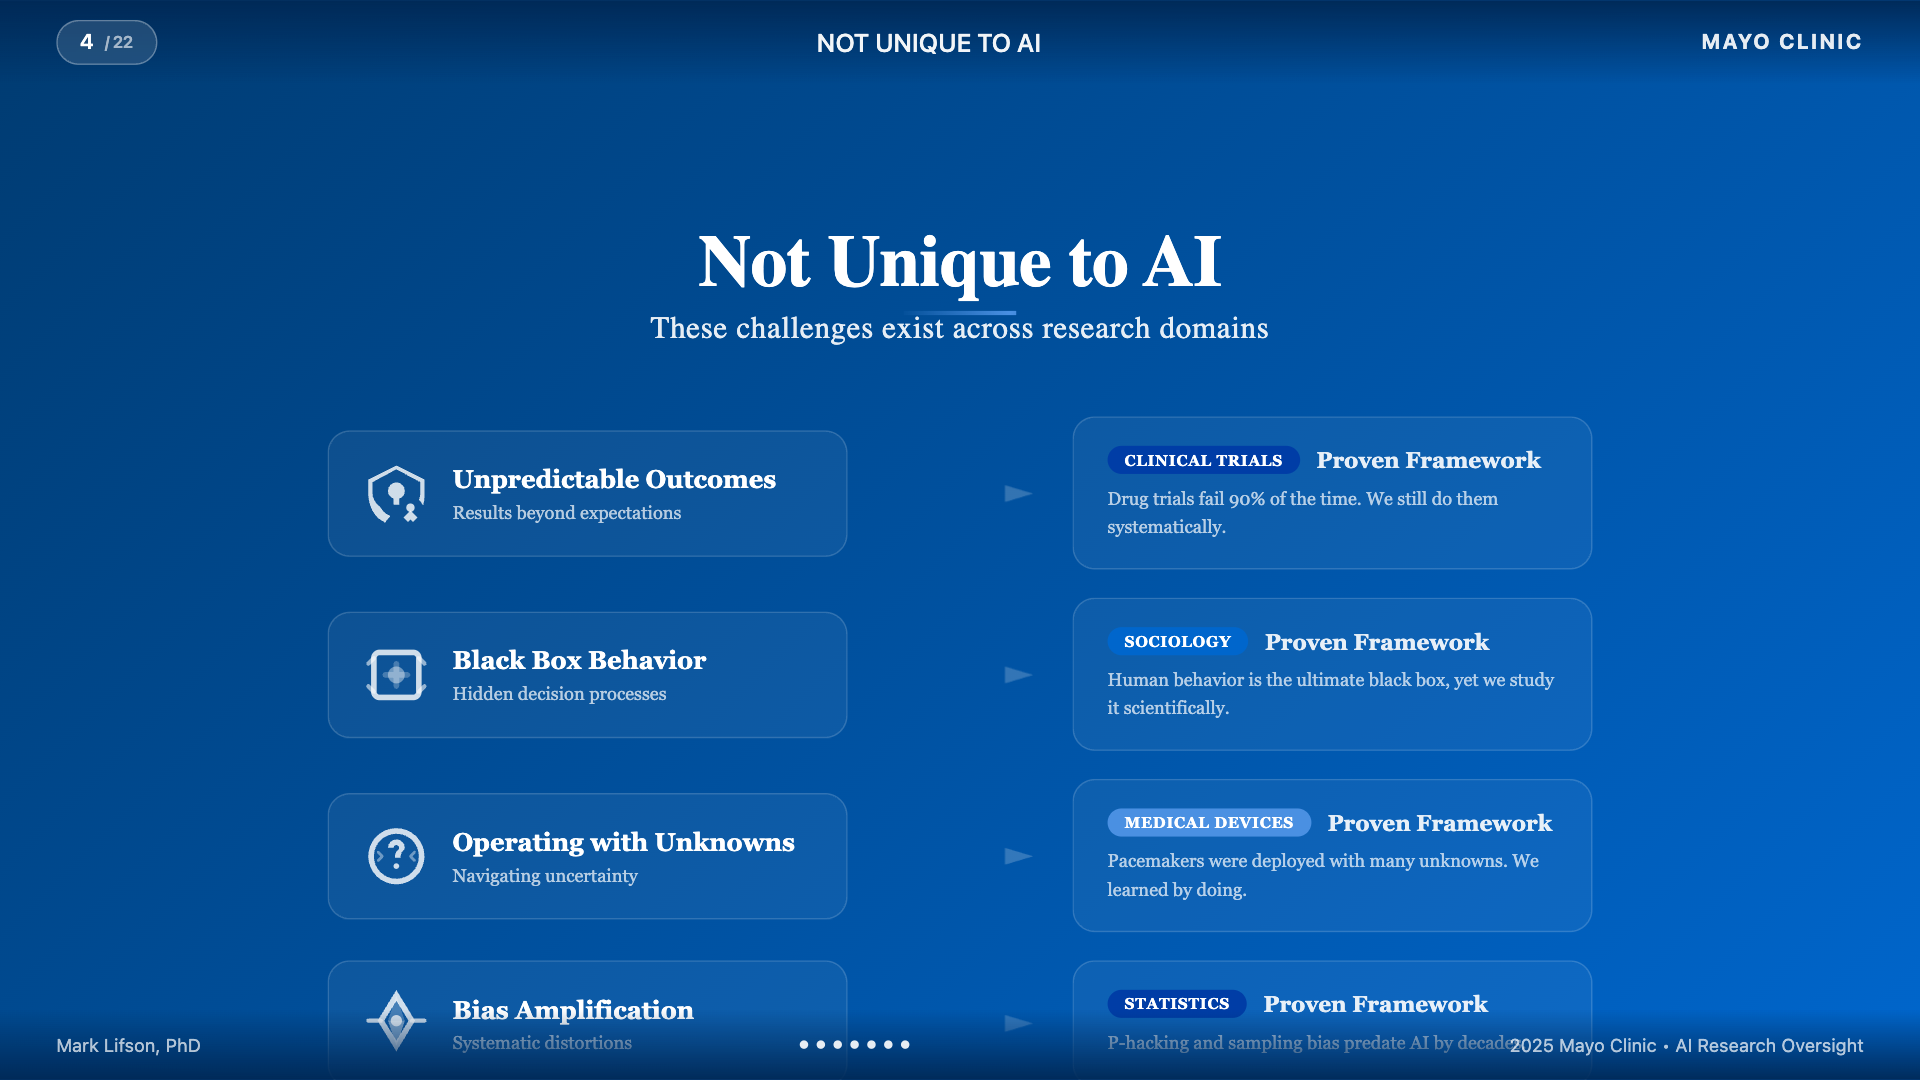 4 /22
NOT UNIQUE TO AI
MAYO CLINIC
Not Unique to AI
These challenges exist across research domains
Unpredictable Outcomes
Results beyond expectations
CLINICAL TRIALS Proven Framework
Drug trials fail 90% of the time. We still do them
systematically.
Black Box Behavior
Hidden decision processes
SOCIOLOGY Proven Framework
Human behavior is the ultimate black box, yet we study
it scientifically.
?
Operating with Unknowns
Navigating uncertainty
MEDICAL DEVICES Proven Framework
Pacemakers were deployed with many unknowns. We
learned by doing.
Bias Amplification
Systematic distortions
STATISTICS Proven Framework
P-hacking and sampling bias predate AI by decades
Mark Lifson, PhD
2025 Mayo Clinic • AI Research Oversight